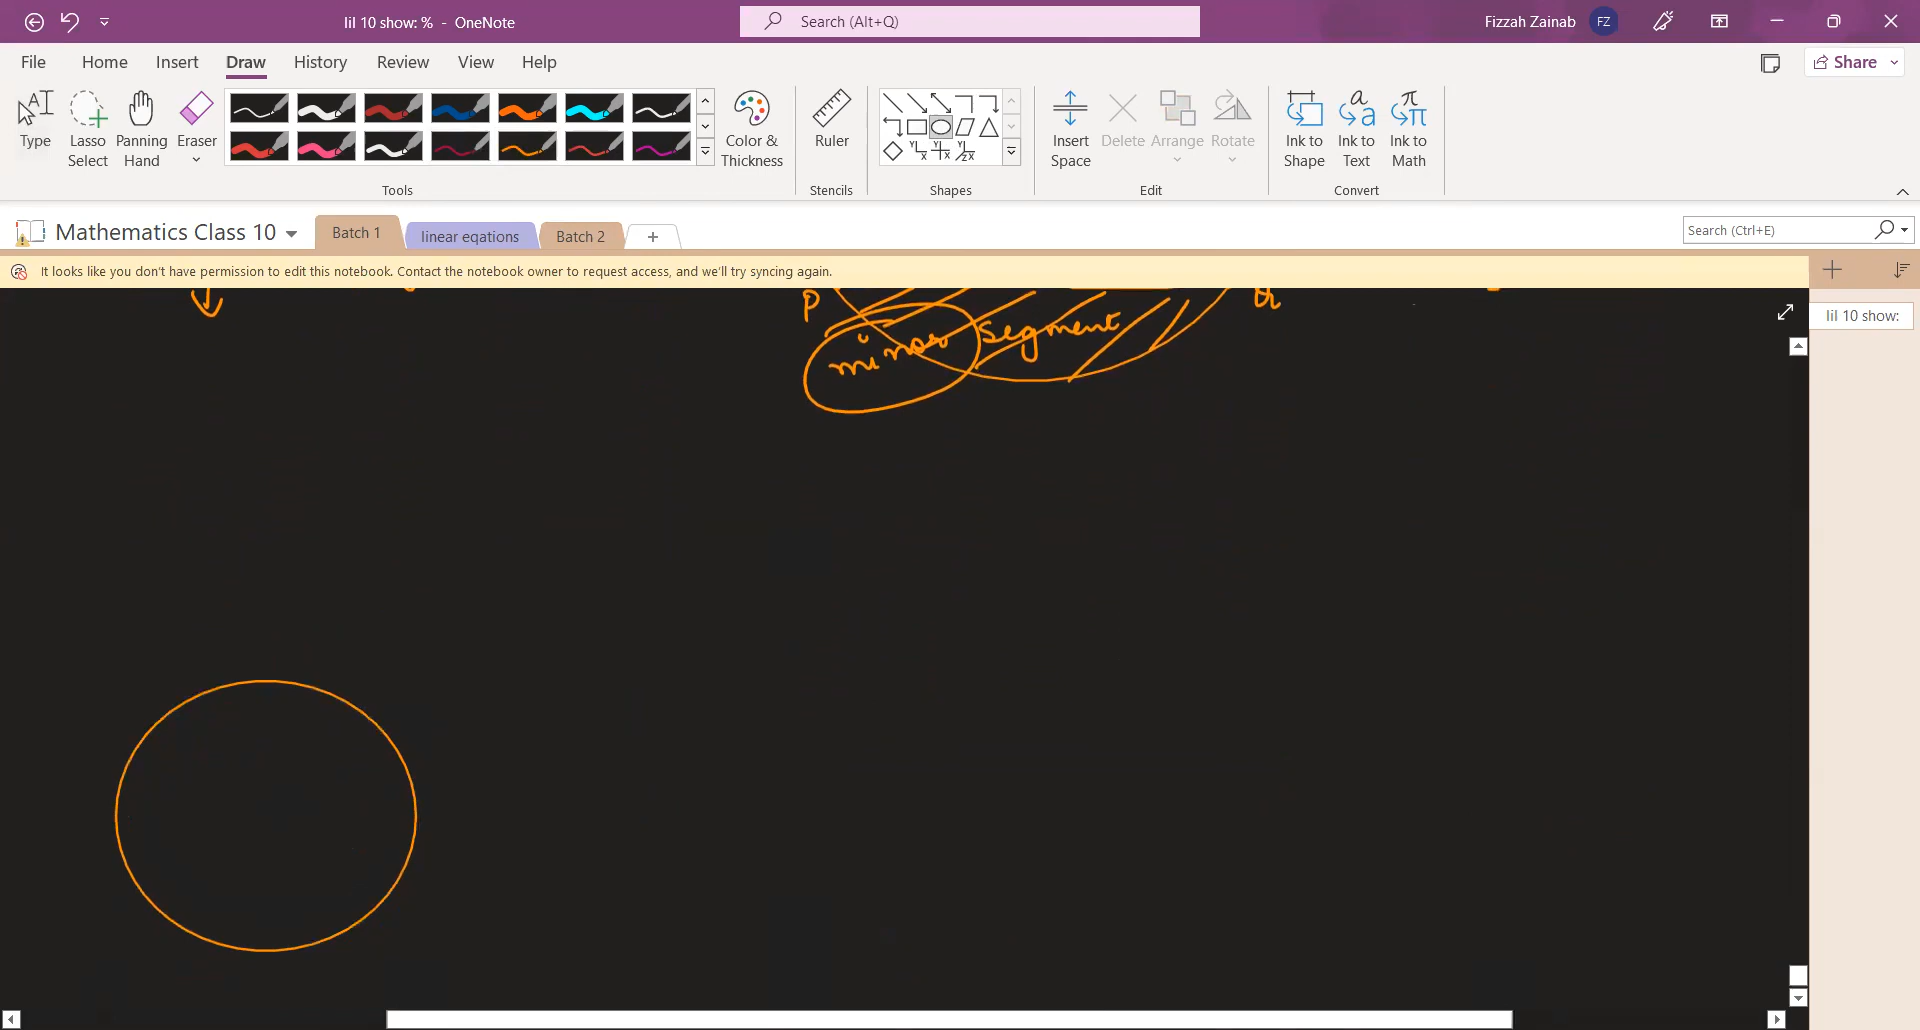 lil 10 show: % - OneNote
Search (Alt+Q)
Fizzah Zainab FZ
File Home Insert Draw History Review View Help
Share
Type
Lasso Select
Panning Hand
Eraser
Color & Thickness
Ruler
Insert Space
Delete
Arrange
Rotate
Ink to Shape
Ink to Text
Ink to Math
Tools Stencils Shapes Edit Convert
Mathematics Class 10
Batch 1
linear eqations
Batch 2
Search (Ctrl+E)
It looks like you don't have permission to edit this notebook. Contact the notebook owner to request access, and we'll try syncing again.
lil 10 show:
P
minor segment